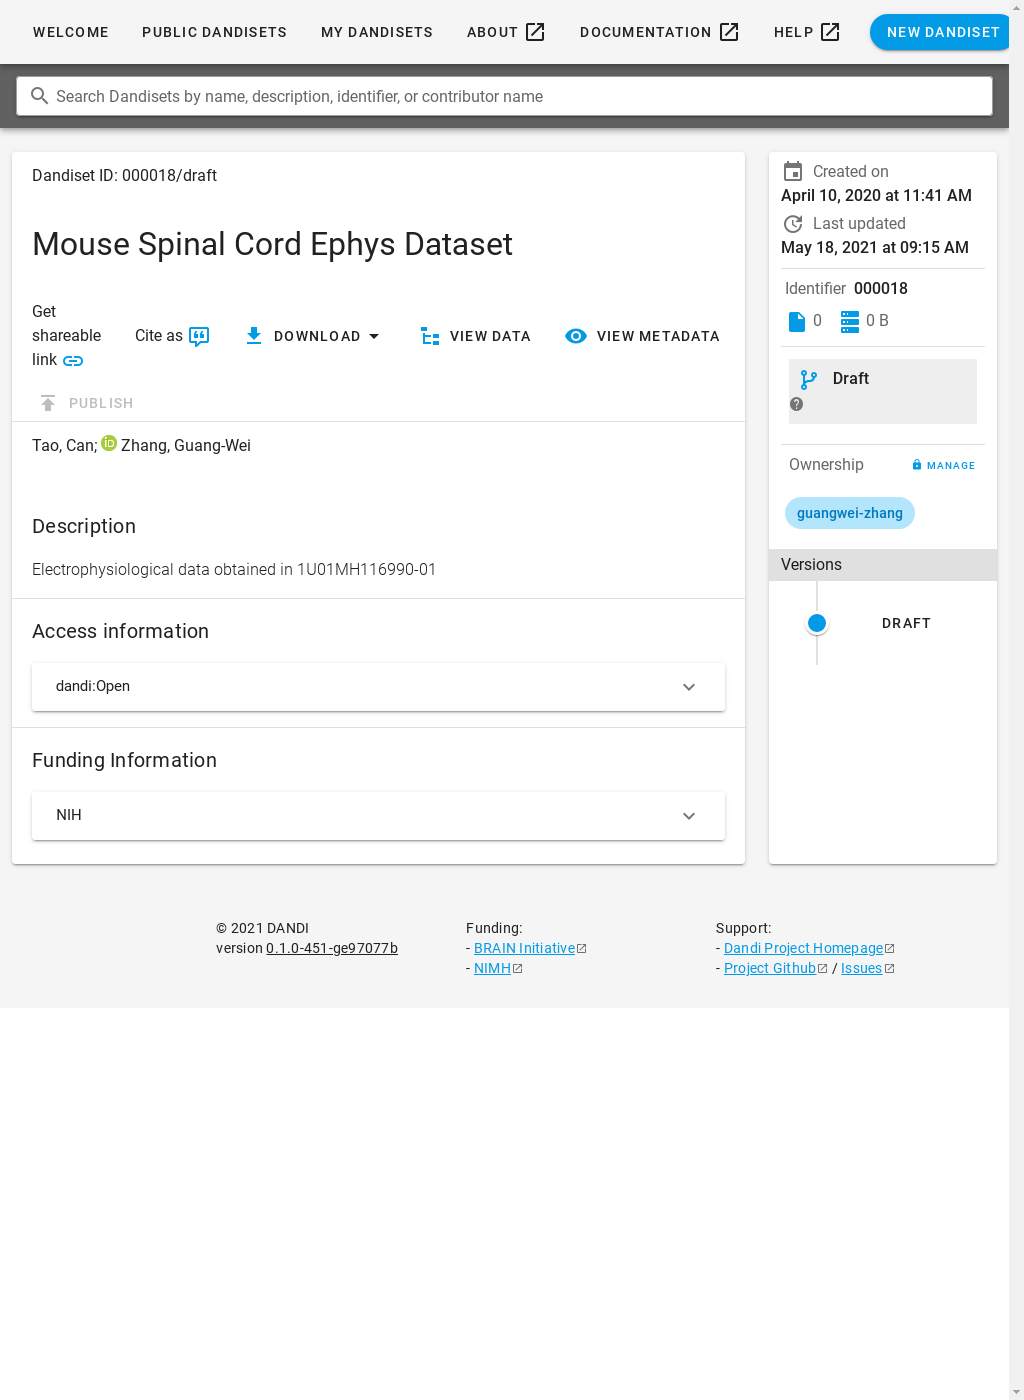 WELCOME PUBLIC DANDISETS MY DANDISETS ABOUT DOCUMENTATION HELP NEW DANDISET
Search Dandisets by name, description, identifier, or contributor name
Dandiset ID: 000018/draft
Mouse Spinal Cord Ephys Dataset
Get
shareable
link
Cite as
DOWNLOAD
VIEW DATA
VIEW METADATA
PUBLISH
Tao, Can; iD Zhang, Guang-Wei
Description
Electrophysiological data obtained in 1U01MH116990-01
Access information
dandi:Open
Funding Information
NIH
Created on
April 10, 2020 at 11:41 AM
Last updated
May 18, 2021 at 09:15 AM
Identifier 000018
0 0 B
Draft
Ownership MANAGE
guangwei-zhang
Versions
DRAFT
© 2021 DANDI
version 0.1.0-451-ge97077b
Funding:
- BRAIN Initiative
- NIMH
Support:
- Dandi Project Homepage
- Project Github / Issues